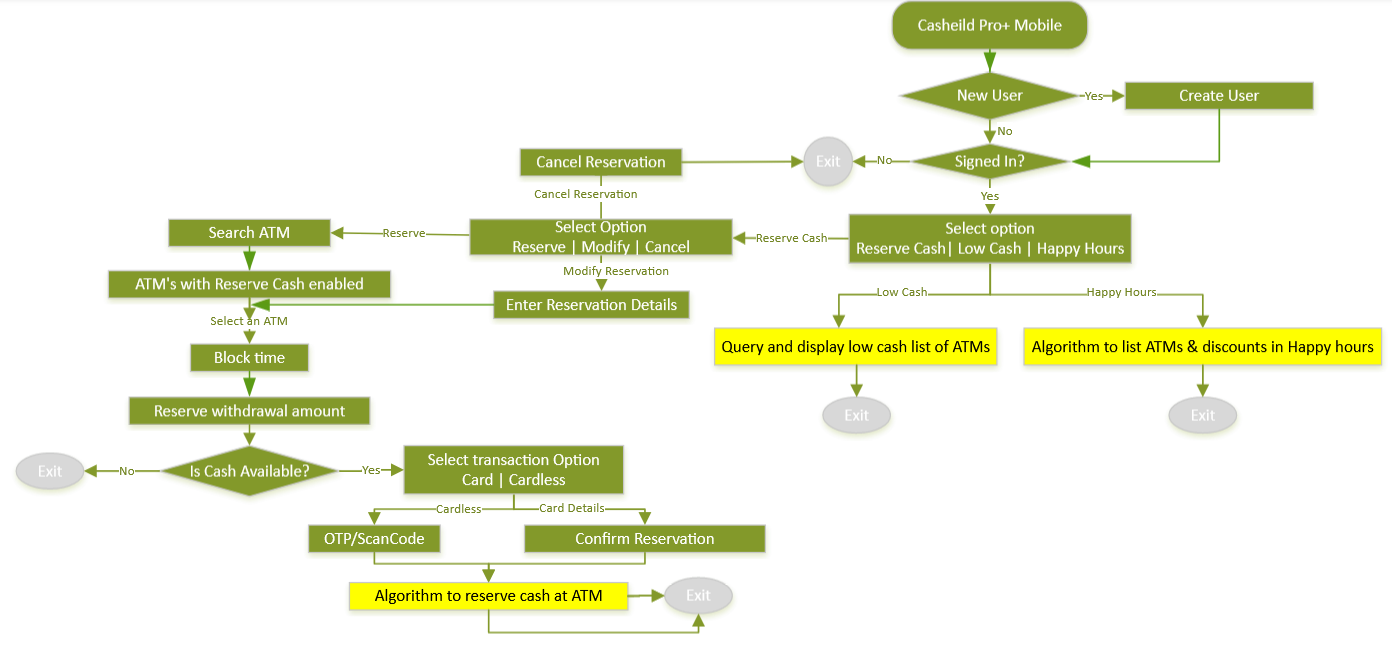 Casheild Pro+ Mobile
New User
Yes
Create User
No
Signed In?
No
Exit
Cancel Reservation
Yes
Cancel Reservation
Select option
Reserve Cash| Low Cash | Happy Hours
Reserve Cash
Select Option
Reserve | Modify | Cancel
Reserve
Search ATM
Modify Reservation
ATM's with Reserve Cash enabled
Enter Reservation Details
Select an ATM
Low Cash
Happy Hours
Query and display low cash list of ATMs
Algorithm to list ATMs & discounts in Happy hours
Exit
Exit
Block time
Reserve withdrawal amount
Is Cash Available?
No
Exit
Yes
Select transaction Option
Card | Cardless
Cardless
Card Details
OTP/ScanCode
Confirm Reservation
Algorithm to reserve cash at ATM
Exit